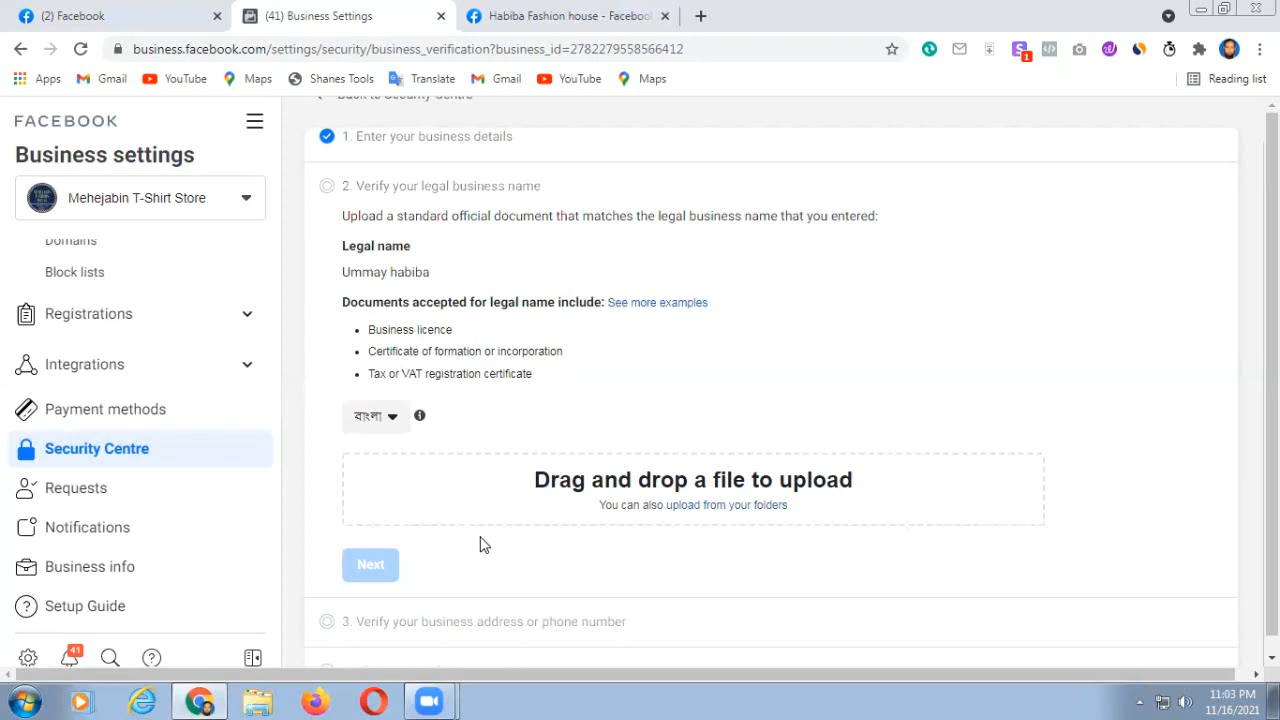 (2) Facebook
(41) Business Settings
Habiba Fashion house - Facebook
business.facebook.com/settings/security/business_verification?business_id=2782279558566412
S 1
Apps
Gmail
YouTube
Maps
Shanes Tools
Translate
Gmail
YouTube
Maps
Reading list
FACEBOOK
Business settings
Mehejabin T-Shirt Store
Domains
Block lists
Registrations
Integrations
Payment methods
Security Centre
Requests
Notifications
Business info
Setup Guide
41
Back to Security Centre
1. Enter your business details
2. Verify your legal business name
Upload a standard official document that matches the legal business name that you entered:
Legal name
Ummay habiba
Documents accepted for legal name include: See more examples
• Business licence
• Certificate of formation or incorporation
• Tax or VAT registration certificate
বাংলা
Drag and drop a file to upload
You can also upload from your folders
Next
3. Verify your business address or phone number
11:03 PM
11/16/2021